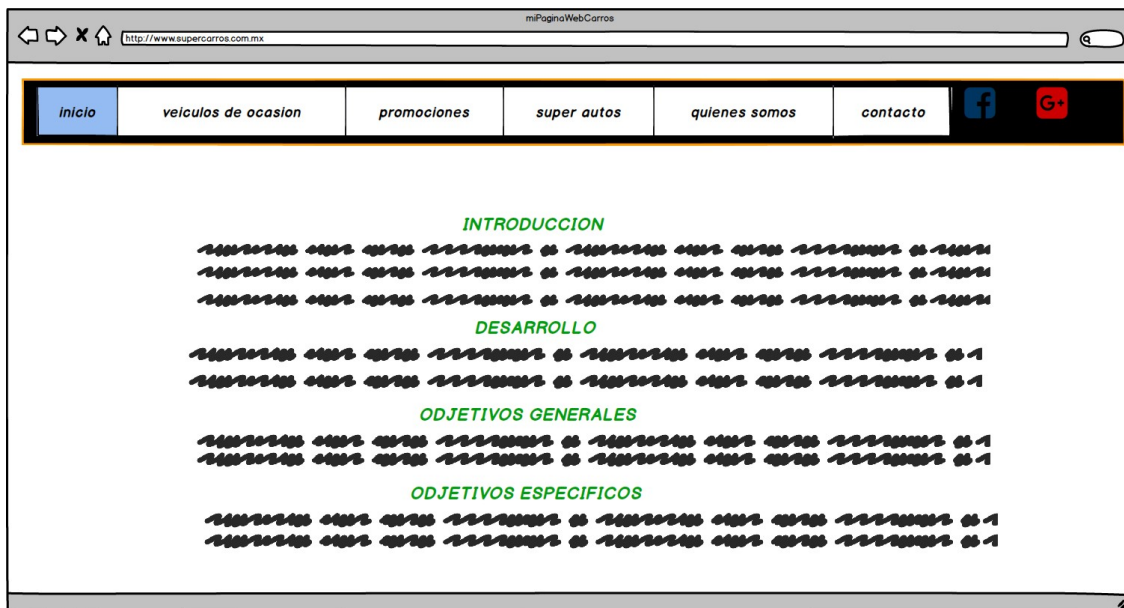 miPaginaWebCarros
http://www.supercarros.com.mx
inicio veiculos de ocasion promociones super autos quienes somos contacto f G+
INTRODUCCION
DESARROLLO
ODJETIVOS GENERALES
ODJETIVOS ESPECIFICOS